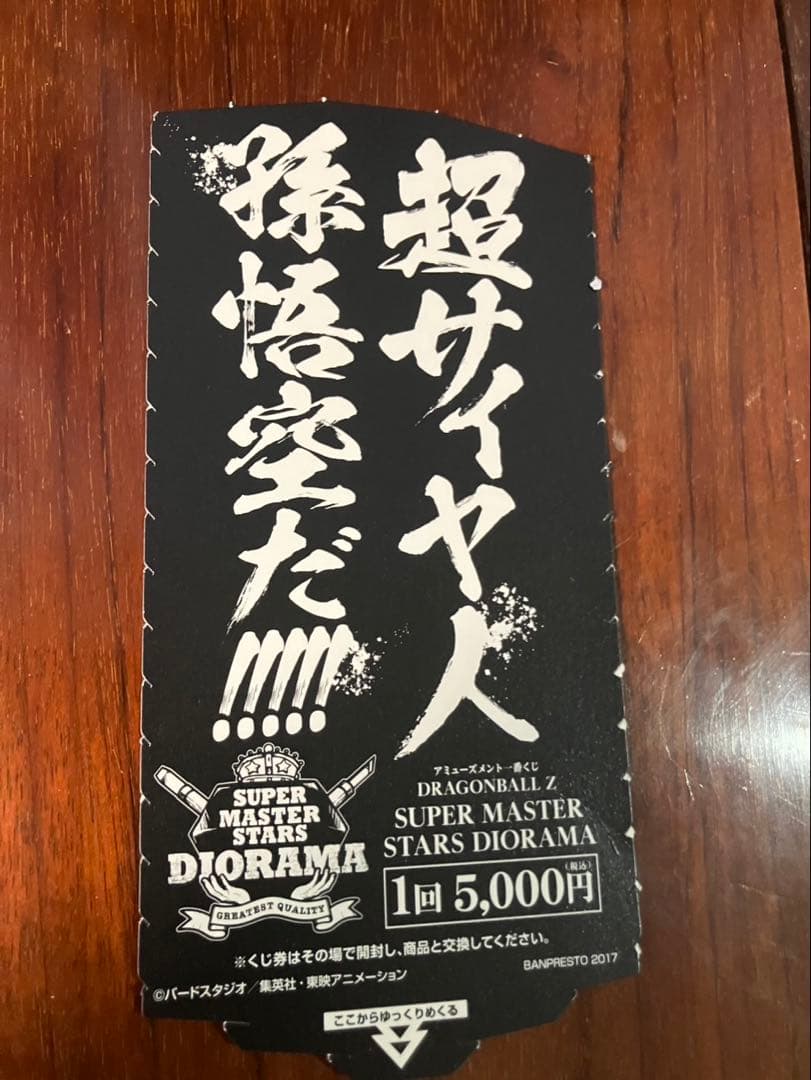 超サイヤ人
孫悟空だ!!!!!
SUPER
MASTER
STARS
DIORAMA
GREATEST QUALITY
アミューズメント一番くじ
DRAGONBALL Z
SUPER MASTER
STARS DIORAMA
1回 5,000円(税込)
※くじ券はその場で開封し、商品と交換してください。
BANPRESTO 2017
©バードスタジオ／集英社・東映アニメーション
ここからゆっくりめくる